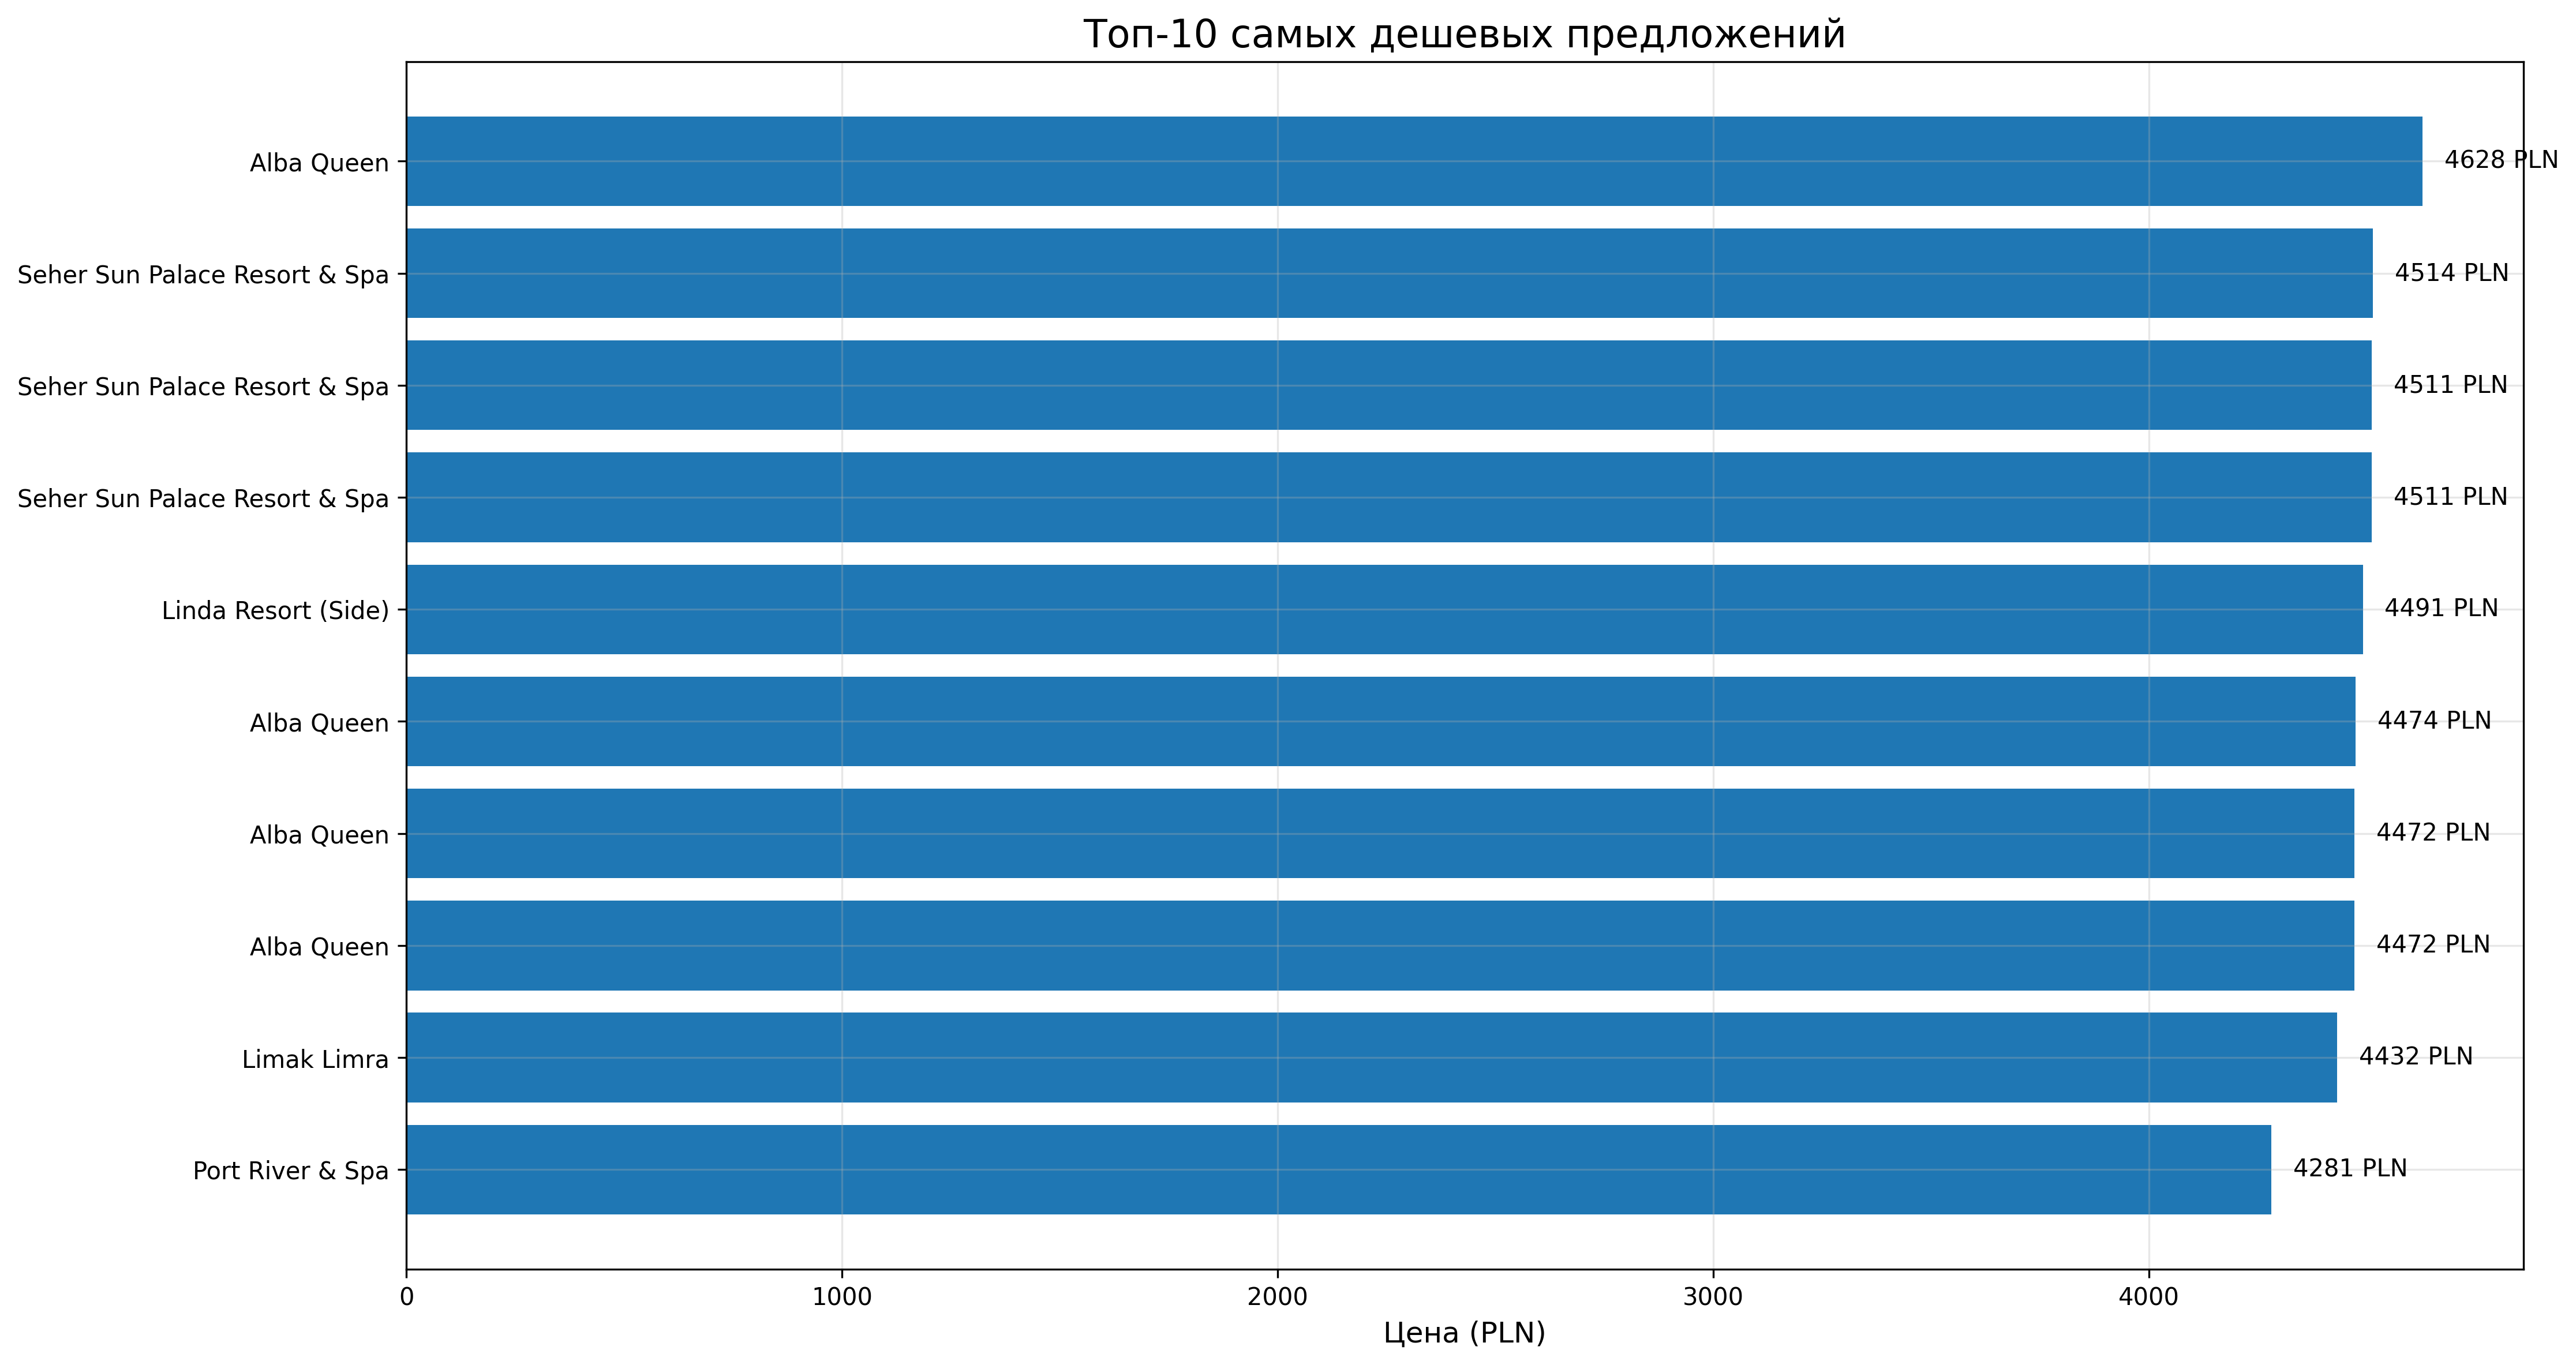 Топ-10 самых дешевых предложений
Alba Queen 4628 PLN
Seher Sun Palace Resort & Spa 4514 PLN
Seher Sun Palace Resort & Spa 4511 PLN
Seher Sun Palace Resort & Spa 4511 PLN
Linda Resort (Side) 4491 PLN
Alba Queen 4474 PLN
Alba Queen 4472 PLN
Alba Queen 4472 PLN
Limak Limra 4432 PLN
Port River & Spa 4281 PLN
0 1000 2000 3000 4000
Цена (PLN)